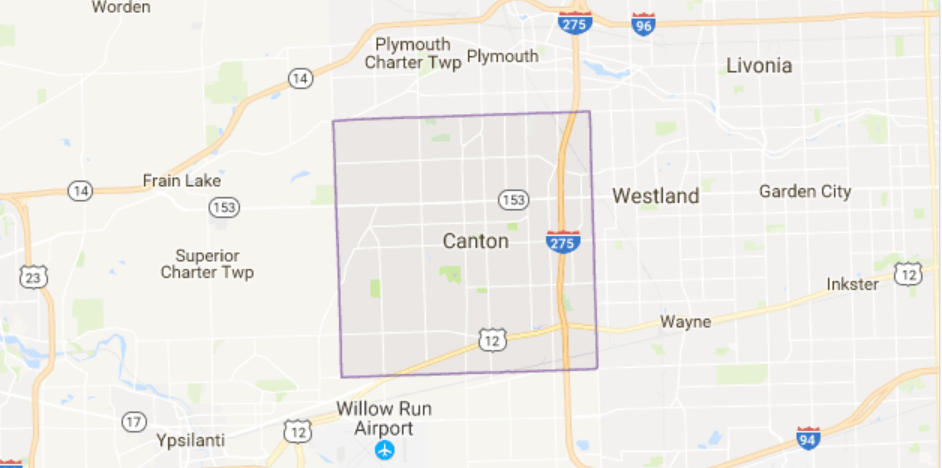 Worden
275
96
Plymouth
Charter Twp
Plymouth
Livonia
14
14
Frain Lake
153
153
Westland
Garden City
Canton
275
Superior
Charter Twp
23
12
Inkster
Wayne
12
Willow Run
Airport
17
Ypsilanti
12
94